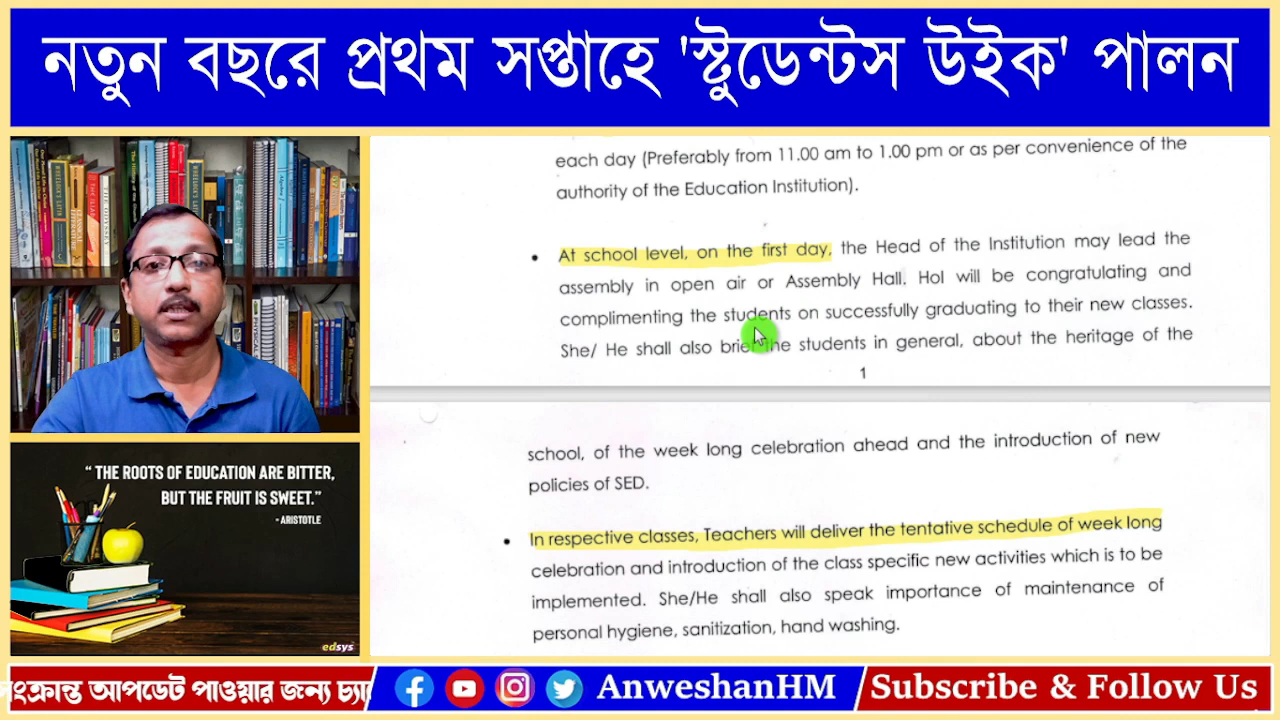 নতুন বছরে প্রথম সপ্তাহে 'স্টুডেন্টস উইক' পালন
each day (Preferably from 11.00 am to 1.00 pm or as per convenience of the
authority of the Education Institution).
• At school level, on the first day, the Head of the Institution may lead the
assembly in open air or Assembly Hall. HoI will be congratulating and
complimenting the students on successfully graduating to their new classes.
She/ He shall also brief the students in general, about the heritage of the
1
school, of the week long celebration ahead and the introduction of new
policies of SED.
• In respective classes, Teachers will deliver the tentative schedule of week long
celebration and introduction of the class specific new activities which is to be
implemented. She/He shall also speak importance of maintenance of
personal hygiene, sanitization, hand washing.
“ THE ROOTS OF EDUCATION ARE BITTER,
BUT THE FRUIT IS SWEET.”
- ARISTOTLE
edsys
সংক্রান্ত আপডেট পাওয়ার জন্য
AnweshanHM
Subscribe & Follow Us